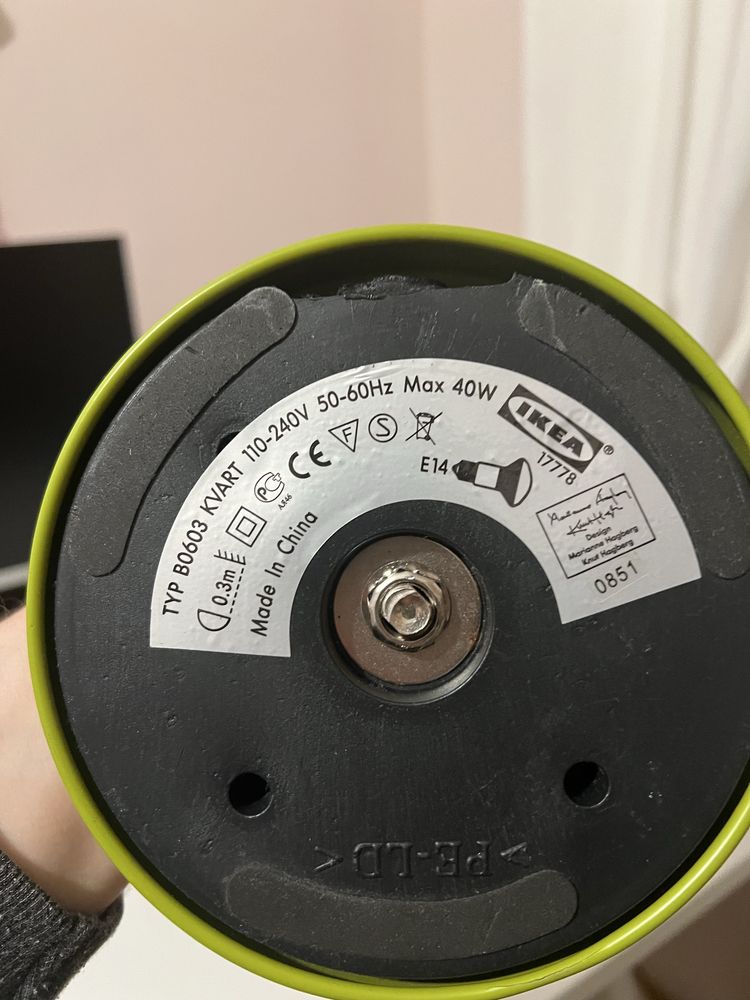 TYP B0603 KVART 110-240V 50-60Hz Max 40W
IKEA®
17778
0.3m
CE
F
S
E14
Made In China
Design
Marianne Hagberg
Knut Hagberg
0851
>PE-LD<